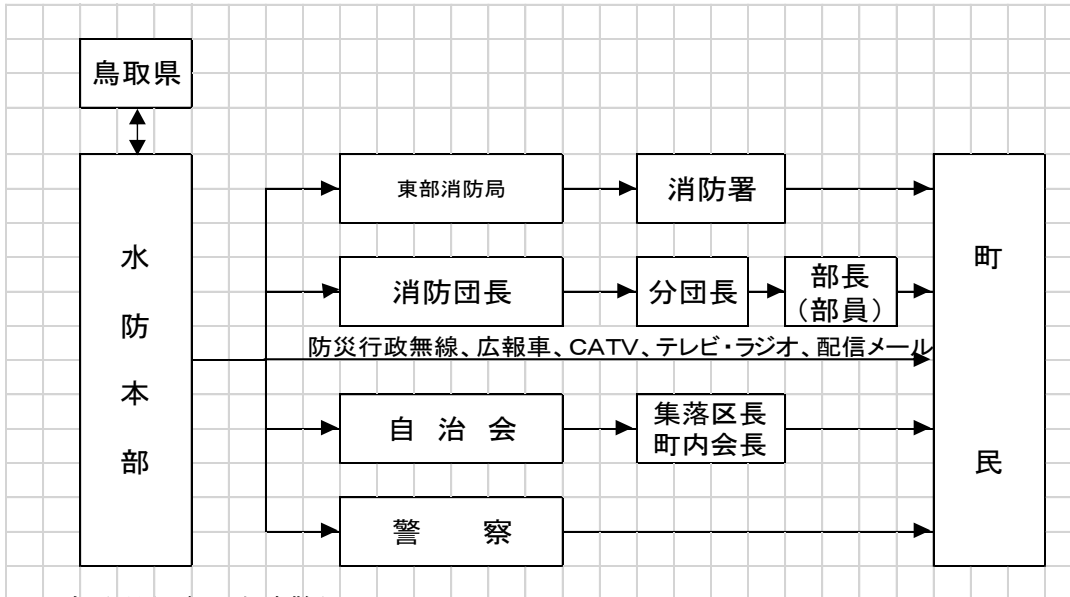 鳥取県
水防本部
東部消防局
消防署
消防団長
分団長
部長
（部員）
防災行政無線、広報車、CATV、テレビ・ラジオ、配信メール
自治会
集落区長
町内会長
警察
町民